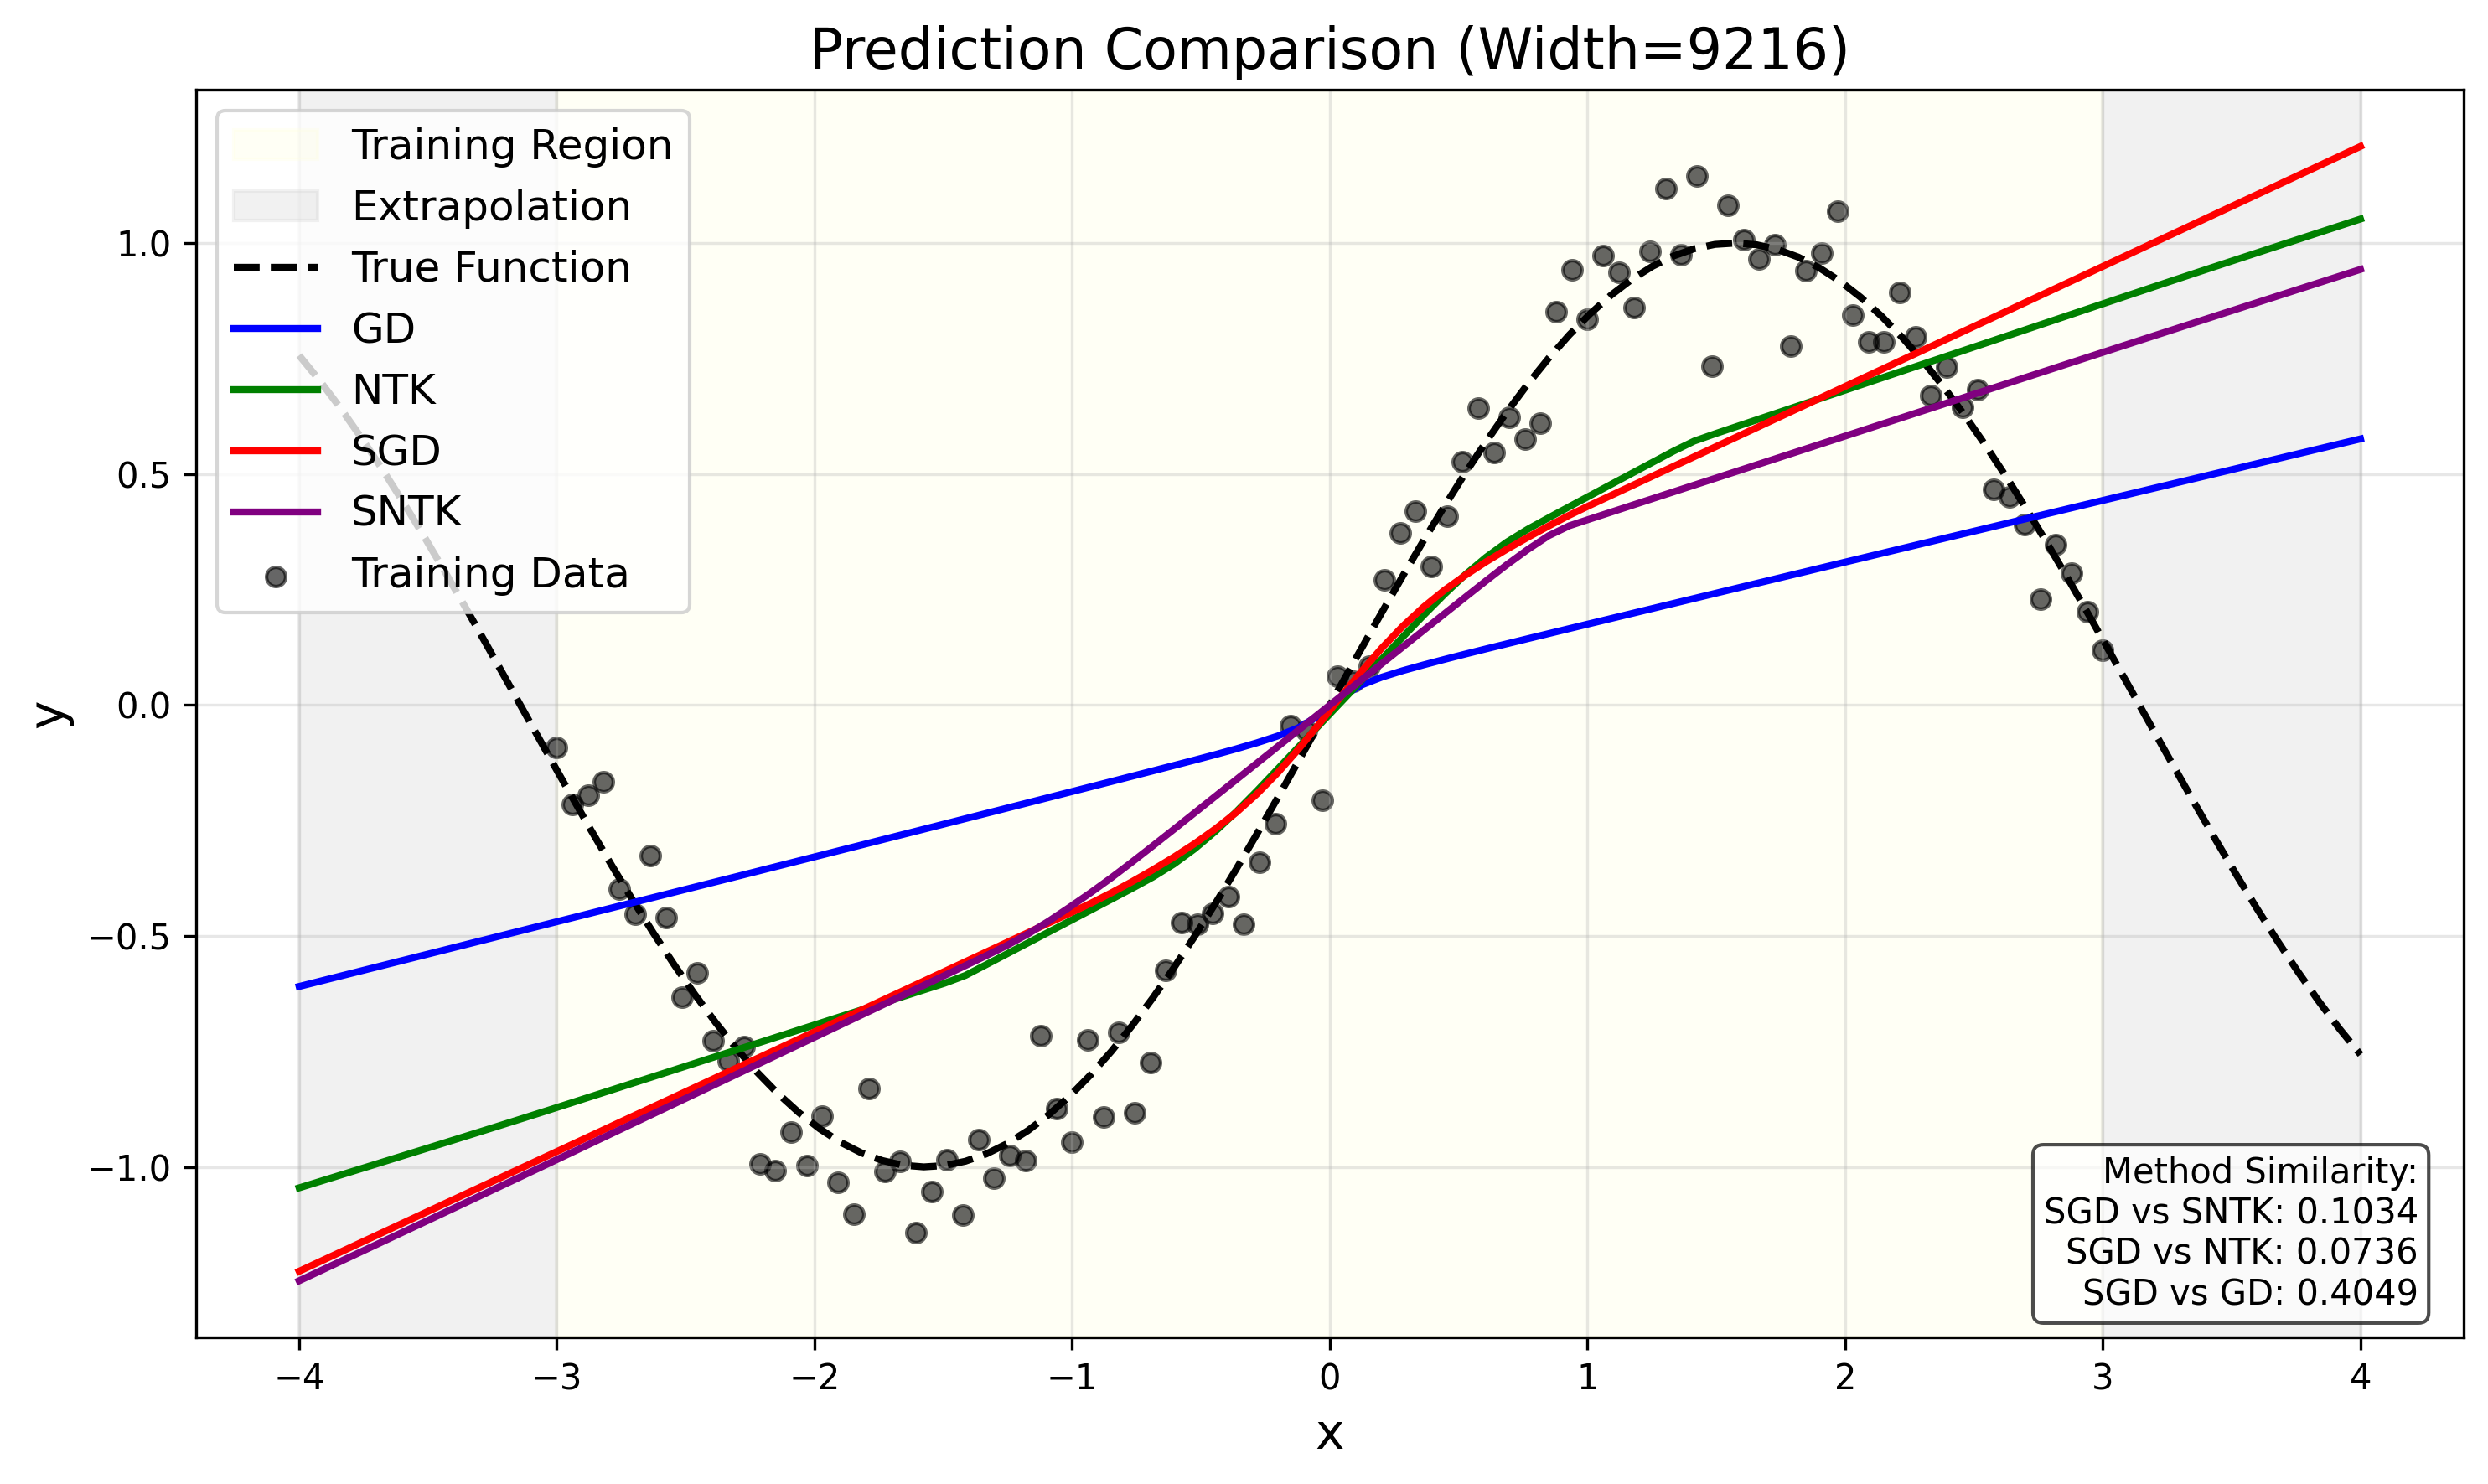 Prediction Comparison (Width=9216)
Training Region
Extrapolation
True Function
GD
NTK
SGD
SNTK
Training Data
y
1.0
0.5
0.0
−0.5
−1.0
Method Similarity:
SGD vs SNTK: 0.1034
SGD vs NTK: 0.0736
SGD vs GD: 0.4049
−4 −3 −2 −1 0 1 2 3 4
x